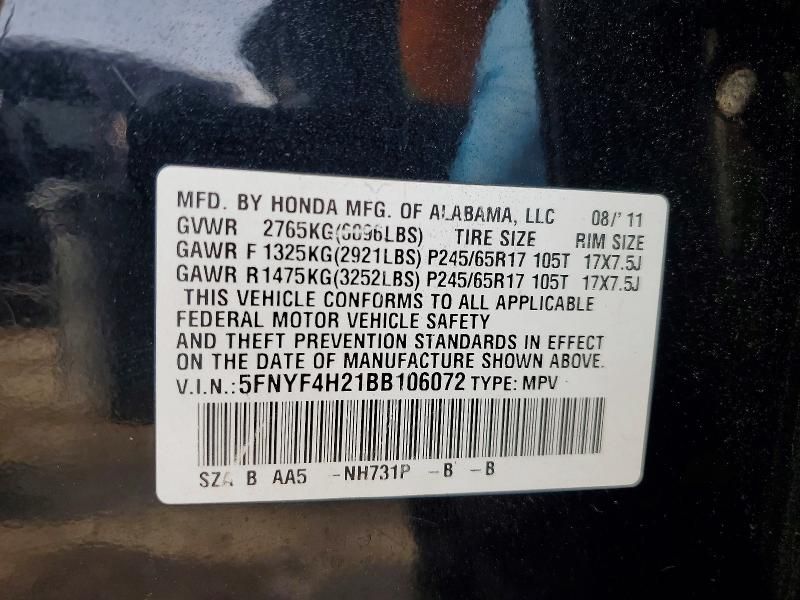 MFD. BY HONDA MFG. OF ALABAMA, LLC 08/'11
GVWR 2765KG(6096LBS) TIRE SIZE RIM SIZE
GAWR F 1325KG(2921LBS) P245/65R17 105T 17X7.5J
GAWR R 1475KG(3252LBS) P245/65R17 105T 17X7.5J
THIS VEHICLE CONFORMS TO ALL APPLICABLE
FEDERAL MOTOR VEHICLE SAFETY
AND THEFT PREVENTION STANDARDS IN EFFECT
ON THE DATE OF MANUFACTURE SHOWN ABOVE.
V.I.N.:5FNYF4H21BB106072 TYPE: MPV
SZA B AA5 -NH731P -B -B